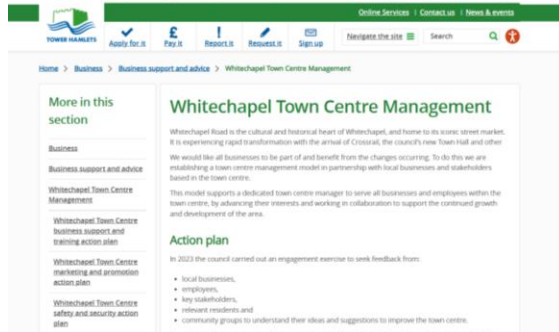 Online Services | Contact us | News & events
TOWER HAMLETS
Apply for it
Pay it
Report it
Request it
Sign up
Navigate the site
Search
Home > Business > Business support and advice > Whitechapel Town Centre Management
More in this
section
Business
Business support and advice
Whitechapel Town Centre
Management
Whitechapel Town Centre
business support and
training action plan
Whitechapel Town Centre
marketing and promotion
action plan
Whitechapel Town Centre
safety and security action
plan
Whitechapel Town Centre Management
Whitechapel Road is the cultural and historical heart of Whitechapel, and home to its iconic street market.
It is experiencing rapid transformation with the arrival of Crossrail, the council's new Town Hall and other
We would like all businesses to be part of and benefit from the changes occurring. To do this we are
establishing a town centre management model in partnership with local businesses and stakeholders
based in the town centre.
This model supports a dedicated town centre manager to serve all businesses and employees within the
town centre, by advancing their interests and working in collaboration to support the continued growth
and development of the area.
Action plan
In 2023 the council carried out an engagement exercise to seek feedback from:
• local businesses,
• employees,
• key stakeholders,
• relevant residents and
• community groups to understand their ideas and suggestions to improve the town centre.